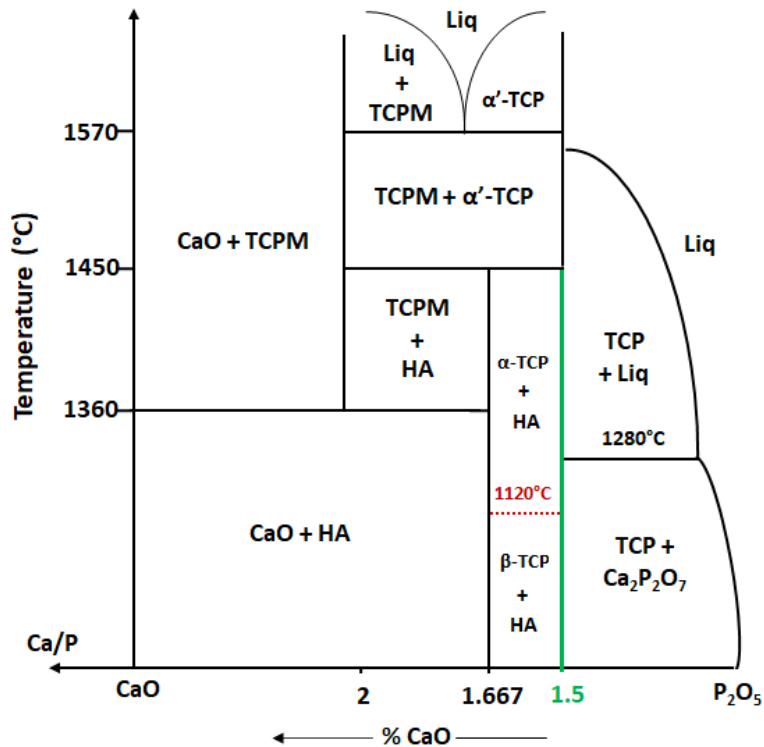 Liq
Liq
+
TCPM
α’-TCP
1570
TCPM + α’-TCP
CaO + TCPM
Liq
1450
Temperature (°C)
TCPM
+
HA
α-TCP
+
HA
TCP
+ Liq
1360
1280°C
1120°C
CaO + HA
β-TCP
+
HA
TCP +
Ca₂P₂O₇
Ca/P
CaO
2
1.667
1.5
P₂O₅
% CaO